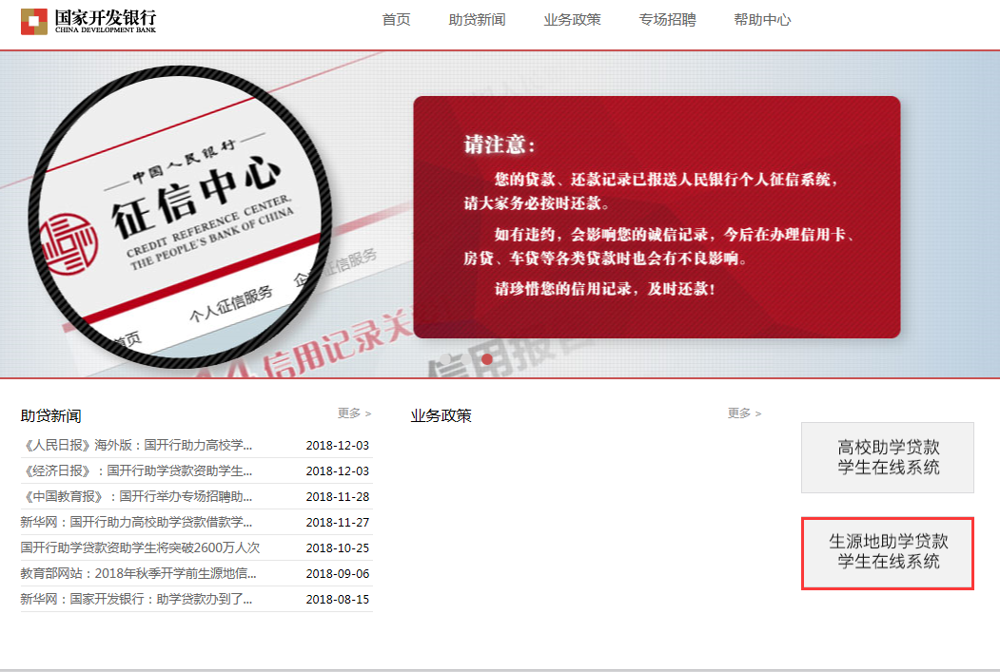 国家开发银行
CHINA DEVELOPMENT BANK
首页 助贷新闻 业务政策 专场招聘 帮助中心
中国人民银行
征信中心
CREDIT REFERENCE CENTER,
THE PEOPLE'S BANK OF CHINA
首页 个人征信服务 企业征信服务
信用记录关
信用报告
请注意：
您的贷款、还款记录已报送人民银行个人征信系统，
请大家务必按时还款。
如有违约，会影响您的诚信记录，今后在办理信用卡、
房贷、车贷等各类贷款时也会有不良影响。
请珍惜您的信用记录，及时还款！
助贷新闻 更多 >
《人民日报》海外版：国开行助力高校学... 2018-12-03
《经济日报》：国开行助学贷款资助学生... 2018-12-03
《中国教育报》：国开行举办专场招聘助... 2018-11-28
新华网：国开行助力高校助学贷款借款学... 2018-11-27
国开行助学贷款资助学生将突破2600万人次 2018-10-25
教育部网站：2018年秋季开学前生源地信... 2018-09-06
新华网：国家开发银行：助学贷款办到了... 2018-08-15
业务政策 更多 >
高校助学贷款
学生在线系统
生源地助学贷款
学生在线系统